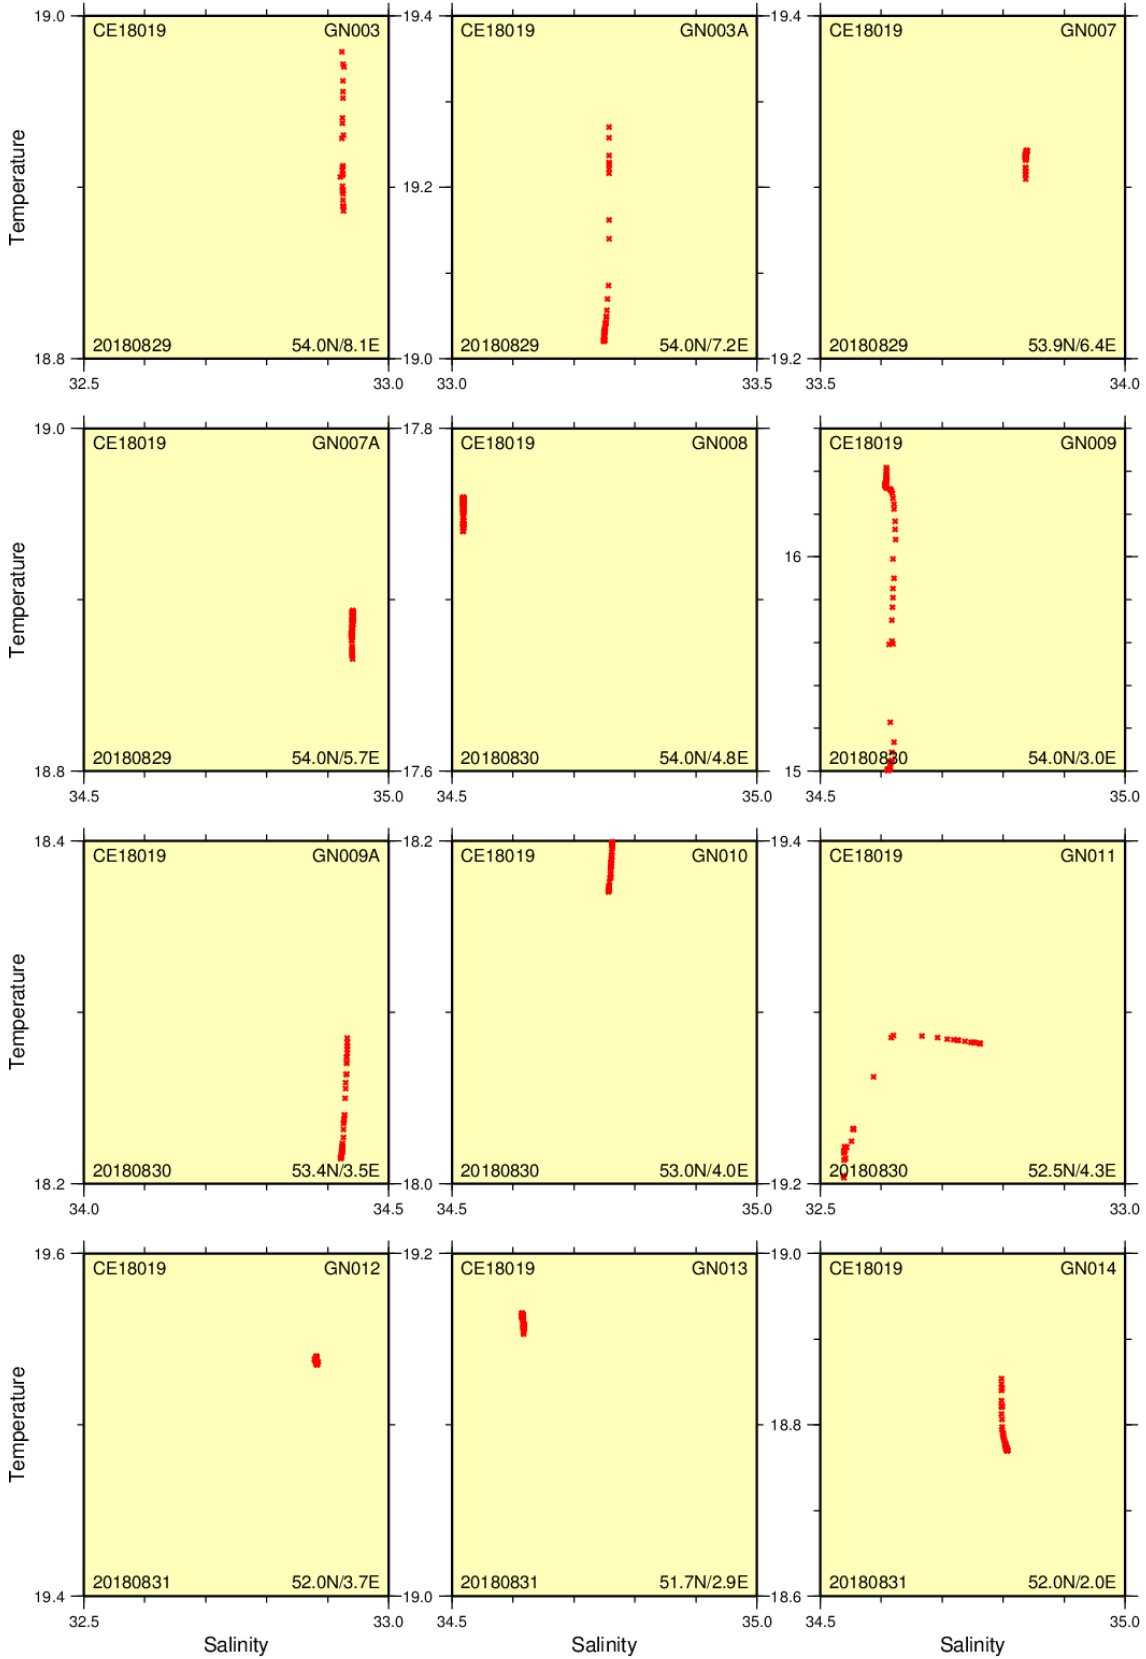 19.0
CE18019 GN003
Temperature
20180829 54.0N/8.1E
18.8
32.5 33.0
19.4
CE18019 GN003A
19.2
20180829 54.0N/7.2E
19.0
33.0 33.5
19.4
CE18019 GN007
20180829 53.9N/6.4E
19.2
33.5 34.0
19.0
CE18019 GN007A
Temperature
20180829 54.0N/5.7E
18.8
34.5 35.0
17.8
CE18019 GN008
20180830 54.0N/4.8E
17.6
34.5 35.0
CE18019 GN009
16
20180830 54.0N/3.0E
15
34.5 35.0
18.4
CE18019 GN009A
Temperature
20180830 53.4N/3.5E
18.2
34.0 34.5
18.2
CE18019 GN010
20180830 53.0N/4.0E
18.0
34.5 35.0
19.4
CE18019 GN011
20180830 52.5N/4.3E
19.2
32.5 33.0
19.6
CE18019 GN012
Temperature
20180831 52.0N/3.7E
19.4
32.5 33.0
Salinity
19.2
CE18019 GN013
20180831 51.7N/2.9E
19.0
34.5 35.0
Salinity
19.0
CE18019 GN014
18.8
20180831 52.0N/2.0E
18.6
34.5 35.0
Salinity